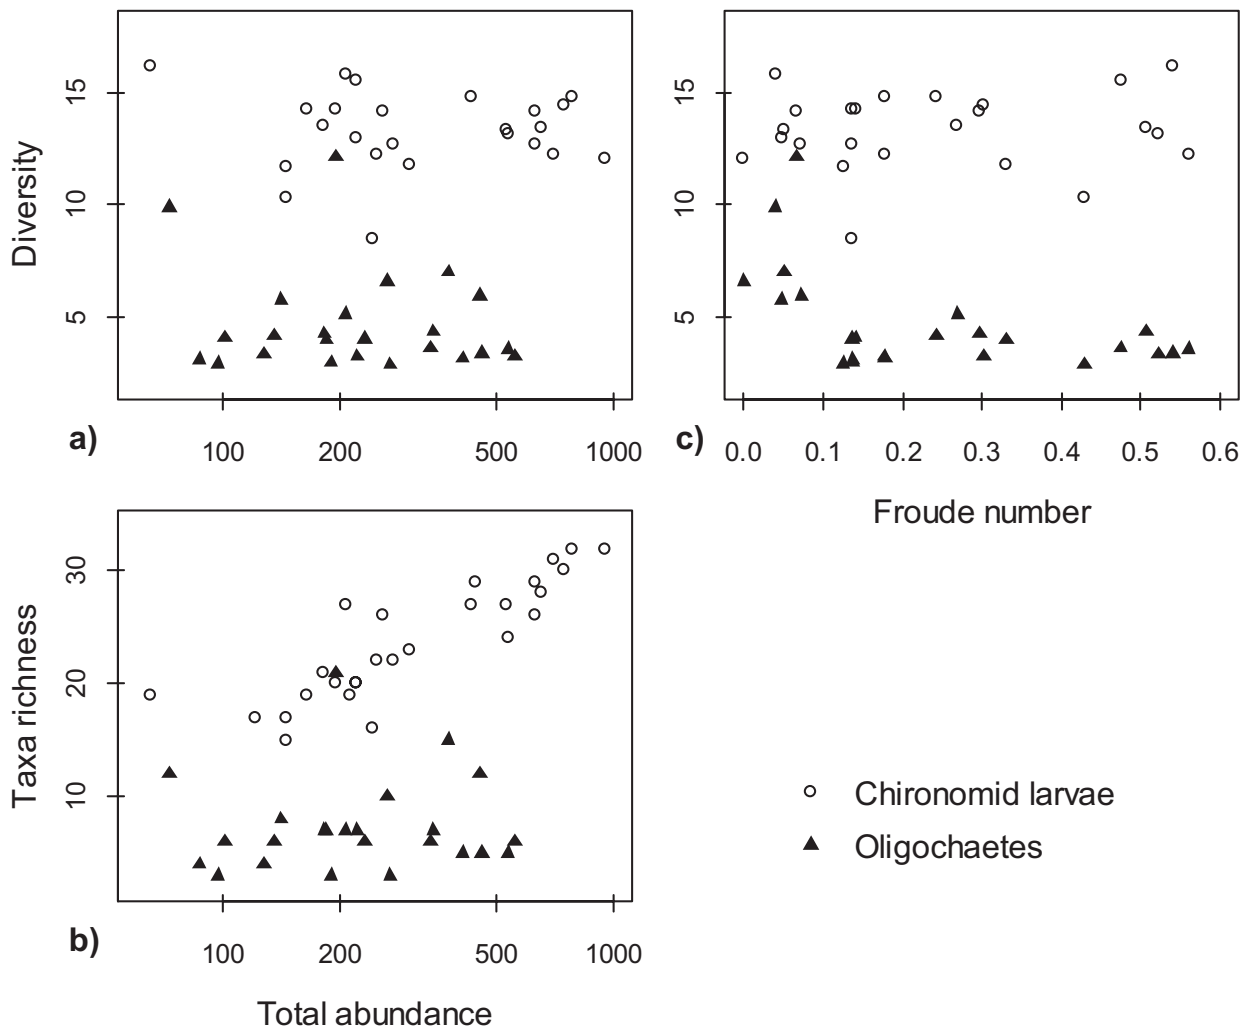 Diversity
15
10
5
a)
100 200 500 1000
15
10
5
c)
0.0 0.1 0.2 0.3 0.4 0.5 0.6
Froude number
Taxa richness
30
20
10
b)
100 200 500 1000
Total abundance
Chironomid larvae
Oligochaetes